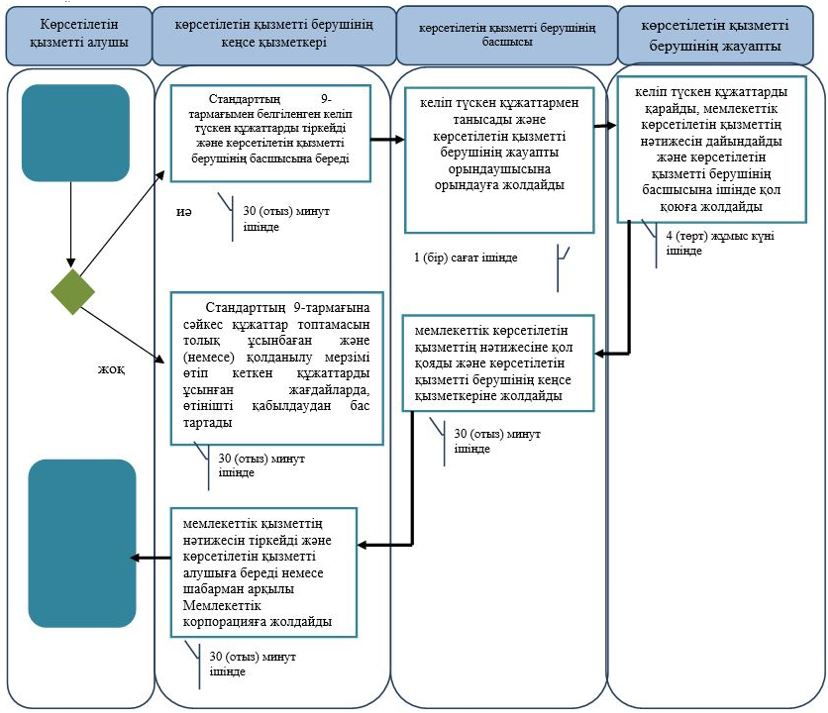 Көрсетілетін
қызметті алушы
көрсетілетін қызметті берушінің
кеңсе қызметкері
көрсетілетін қызметті берушінің
басшысы
көрсетілетін қызметті
берушінің жауапты
Стандарттың 9-
тармағымен белгіленген келіп
түскен құжаттарды тіркейді
және көрсетілетін қызметті
берушінің басшысына береді
иә
30 (отыз) минут
ішінде
келіп түскен құжаттармен
танысады және
көрсетілетін қызметті
берушінің жауапты
орындаушысына
орындауға жолдайды
1 (бір) сағат ішінде
келіп түскен құжаттарды
қарайды, мемлекеттік
көрсетілетін қызметтің
нәтижесін дайындайды
және көрсетілетін
қызметті берушінің
басшысына ішінде қол
қоюға жолдайды
4 (төрт) жұмыс күні
ішінде
жоқ
Стандарттың 9-тармағына
сәйкес құжаттар топтамасын
толық ұсынбаған және
(немесе) қолданылу мерзімі
өтіп кеткен құжаттарды
ұсынған жағдайларда,
өтінішті қабылдаудан бас
тартады
30 (отыз) минут
ішінде
мемлекеттік көрсетілетін
қызметтің нәтижесіне қол
қояды және көрсетілетін
қызметті берушінің кеңсе
қызметкеріне жолдайды
30 (отыз) минут
ішінде
мемлекеттік қызметтің
нәтижесін тіркейді және
көрсетілетін қызметті
алушыға береді немесе
шабарман арқылы
Мемлекеттік
корпорацияға жолдайды
30 (отыз) минут
ішінде